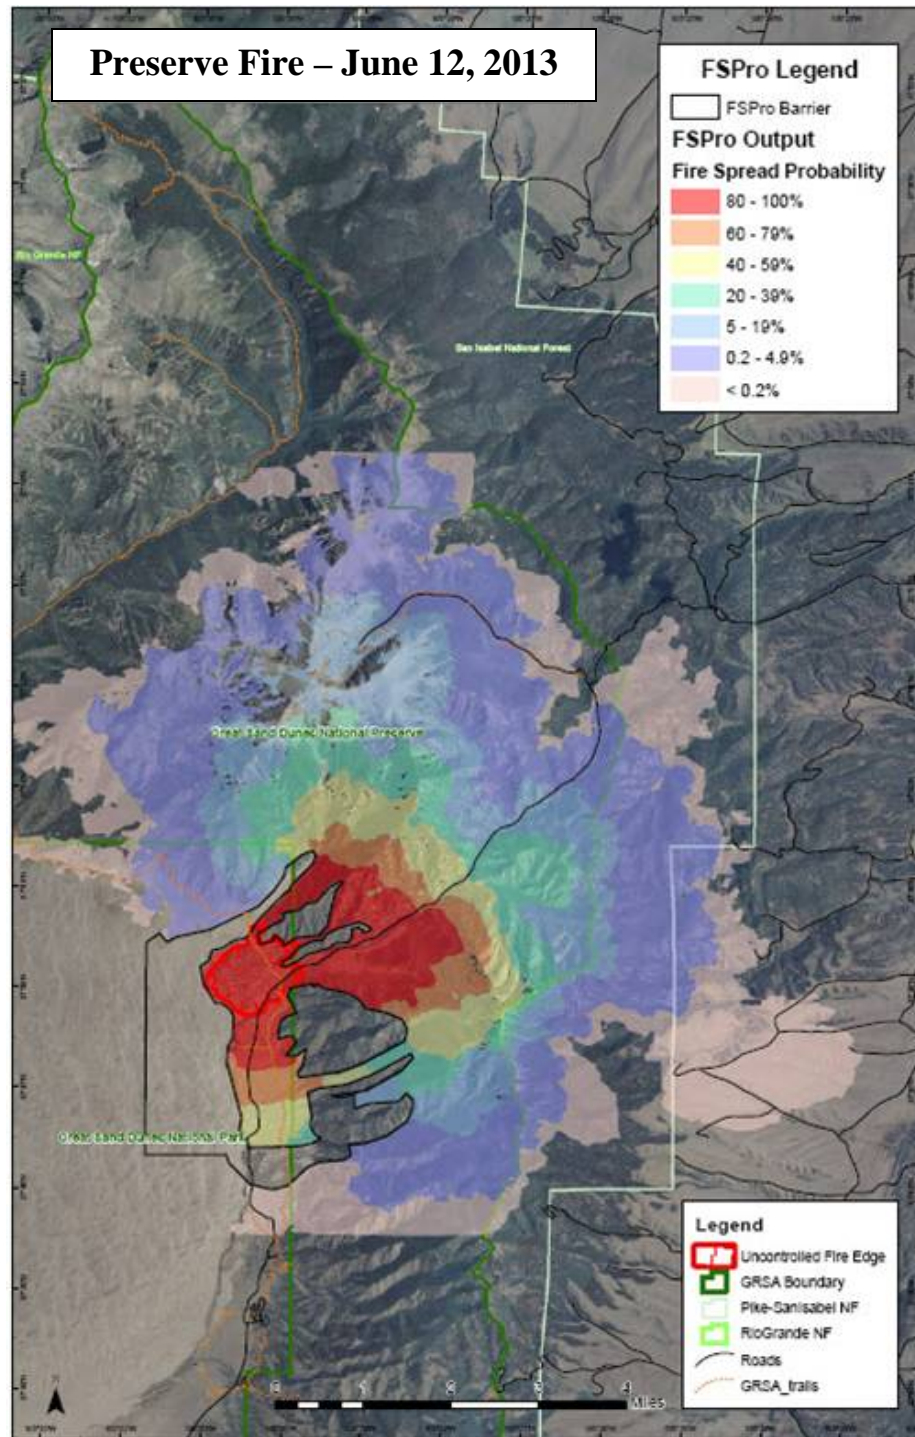 Preserve Fire – June 12, 2013
FSPro Legend
FSPro Barrier
FSPro Output
Fire Spread Probability
80 - 100%
60 - 79%
40 - 59%
20 - 39%
5 - 19%
0.2 - 4.9%
< 0.2%
Rio Grande NF
San Isabel National Forest
Great Sand Dunes National Preserve
Great Sand Dunes National Park
Legend
Uncontrolled Fire Edge
GRSA Boundary
Pike-SanIsabel NF
RioGrande NF
Roads
GRSA_trails
0 1 2 3 4
Miles